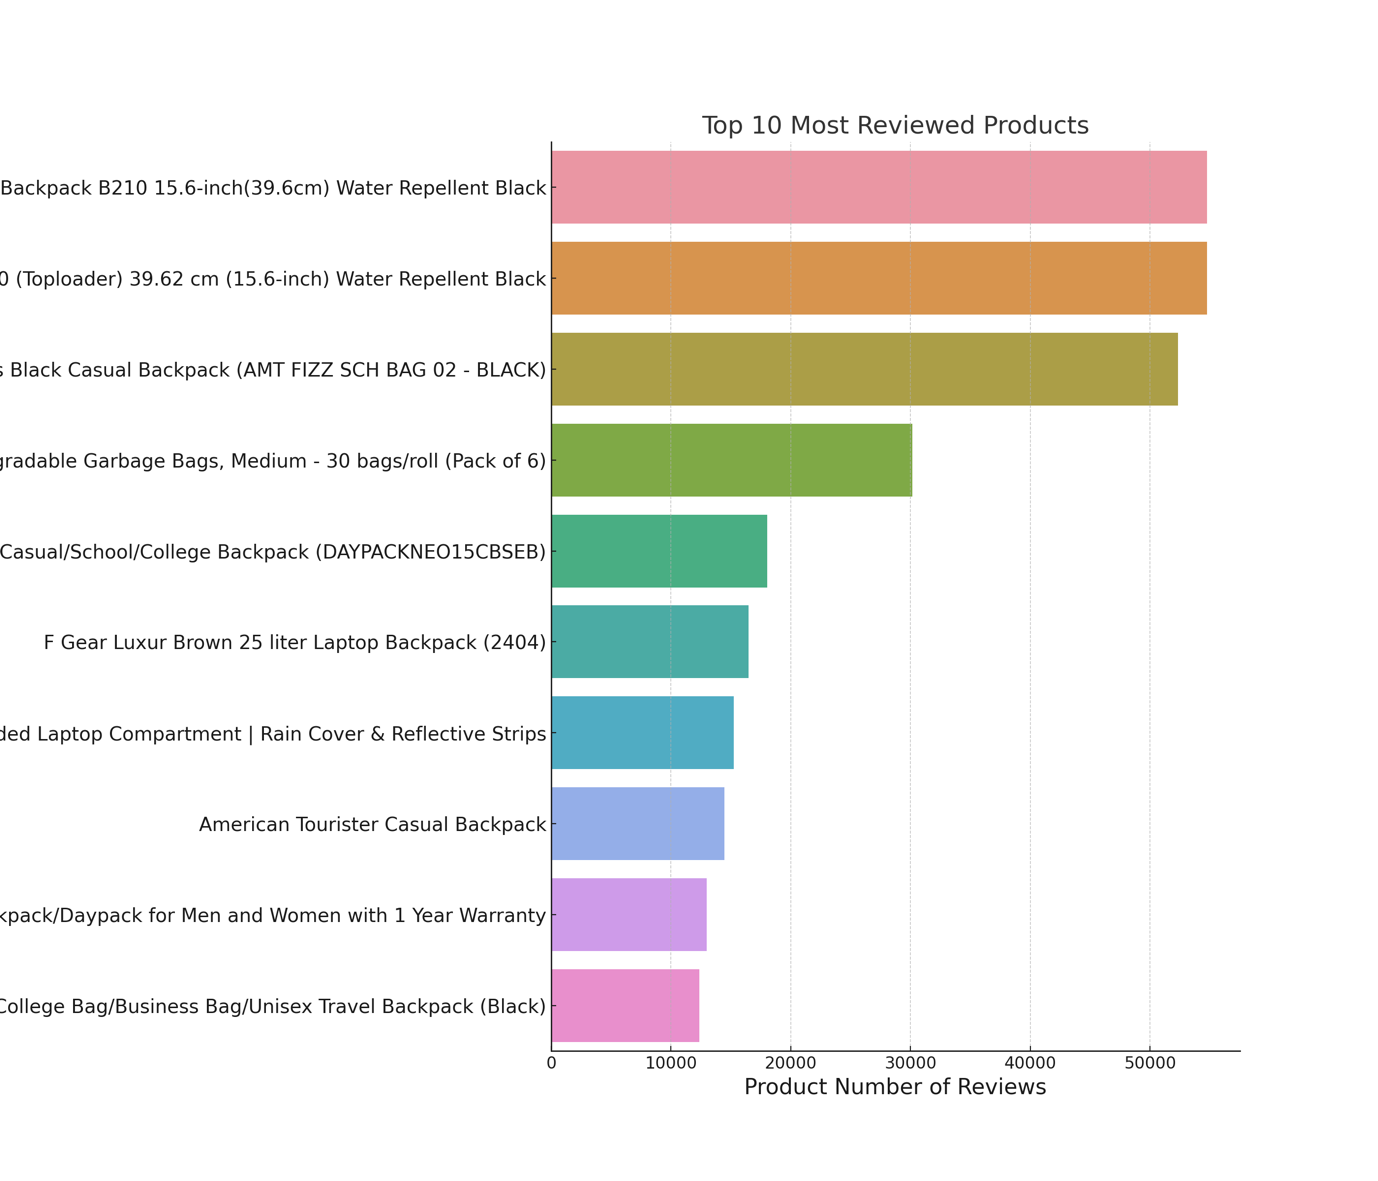 Top 10 Most Reviewed Products
Backpack B210 15.6-inch(39.6cm) Water Repellent Black
0 (Toploader) 39.62 cm (15.6-inch) Water Repellent Black
s Black Casual Backpack (AMT FIZZ SCH BAG 02 - BLACK)
gradable Garbage Bags, Medium - 30 bags/roll (Pack of 6)
Casual/School/College Backpack (DAYPACKNEO15CBSEB)
F Gear Luxur Brown 25 liter Laptop Backpack (2404)
ded Laptop Compartment | Rain Cover & Reflective Strips
American Tourister Casual Backpack
kpack/Daypack for Men and Women with 1 Year Warranty
College Bag/Business Bag/Unisex Travel Backpack (Black)
0 10000 20000 30000 40000 50000
Product Number of Reviews